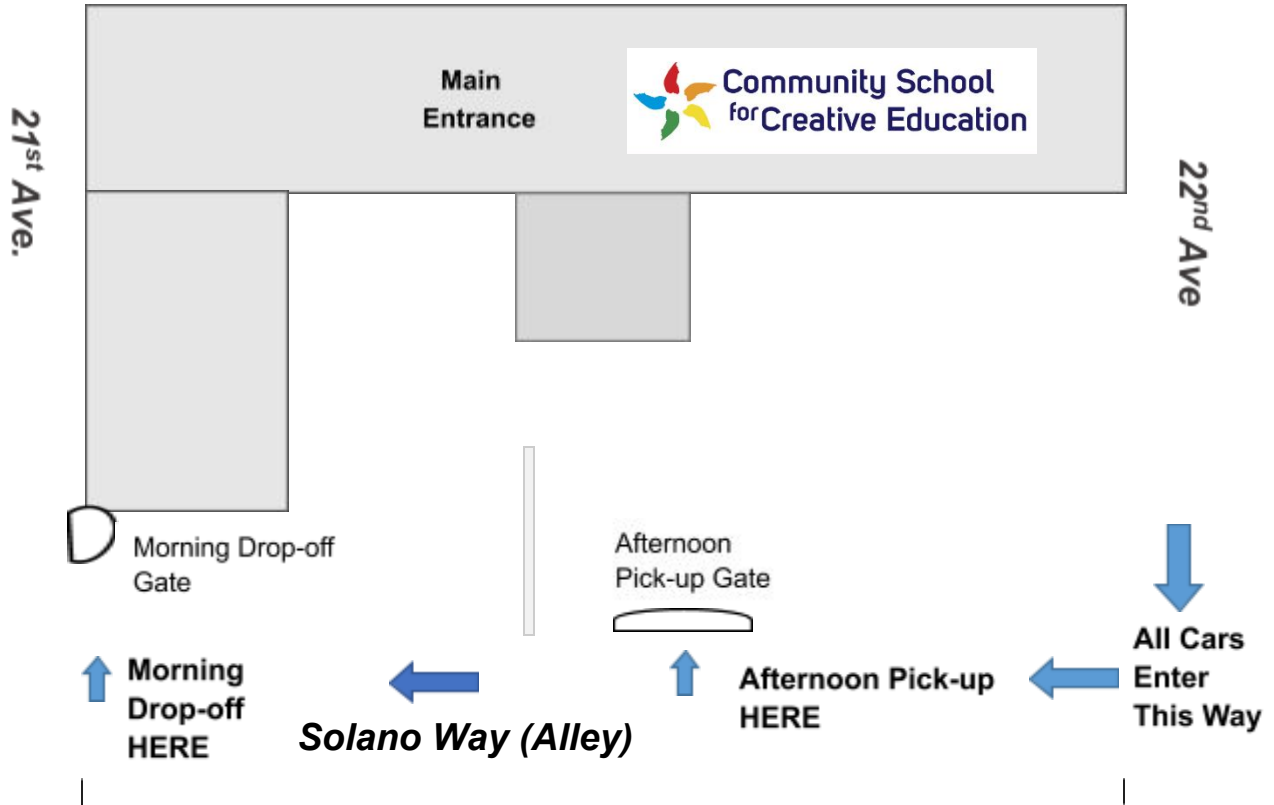 Main
Entrance
Community School
for Creative Education
21st Ave.
22nd Ave
Morning Drop-off
Gate
Afternoon
Pick-up Gate
Morning
Drop-off
HERE
Solano Way (Alley)
Afternoon Pick-up
HERE
All Cars
Enter
This Way